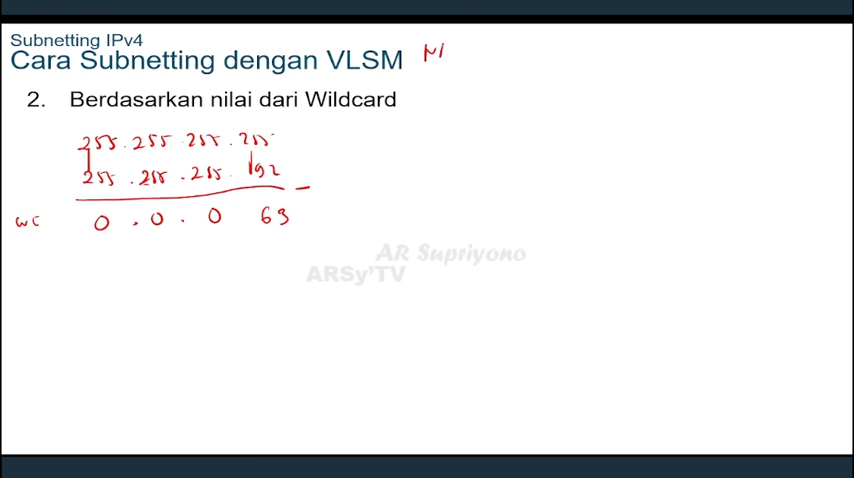 Subnetting IPv4
Cara Subnetting dengan VLSM
2. Berdasarkan nilai dari Wildcard
255.255.255.255
255.255.255.192 -
WC 0.0.0 63
AR Supriyono
ARSy'TV